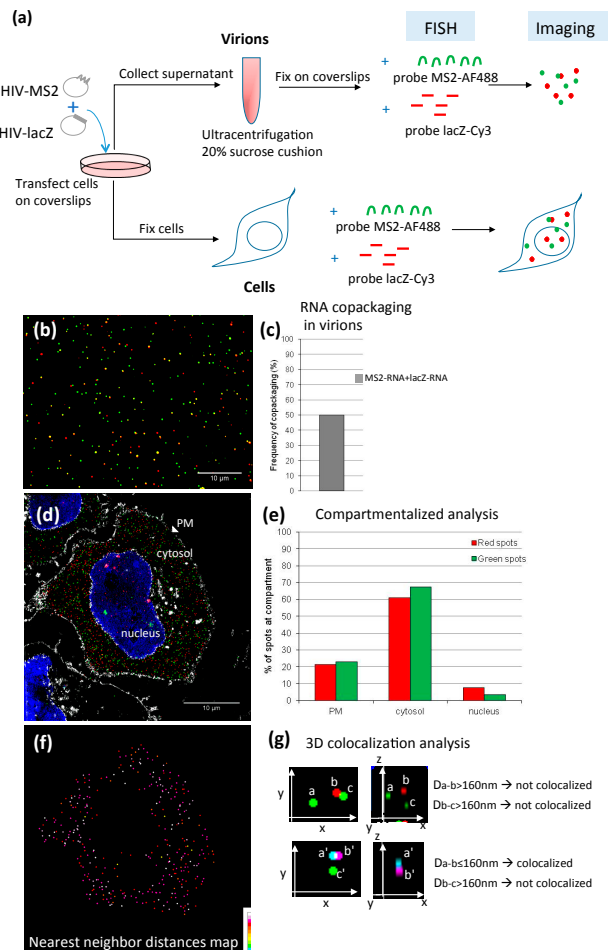 (a)
FISH
Imaging
Virions
HIV-MS2
+
HIV-lacZ
Collect supernatant
Fix on coverslips
+
probe MS2-AF488
+
probe lacZ-Cy3
Ultracentrifugation
20% sucrose cushion
Transfect cells
on coverslips
Fix cells
+
probe MS2-AF488
+
probe lacZ-Cy3
Cells
(b)
10 µm
(c)
RNA copackaging
in virions
Frequency of copackaging (%)
100
90
80
70
60
50
40
30
20
10
0
MS2-RNA+lacZ-RNA
(d)
PM
cytosol
nucleus
10 µm
(e) Compartmentalized analysis
% of spots at compartment
100
90
80
70
60
50
40
30
20
10
0
Red spots
Green spots
PM cytosol nucleus
(f)
Nearest neighbor distances map
(g) 3D colocalization analysis
y
a b c
x
z
a b
c
y x
Da-b>160nm → not colocalized
Db-c>160nm → not colocalized
y
a' b'
c'
x
z
a'
b'
y x
Da-b≤160nm → colocalized
Db-c>160nm → not colocalized